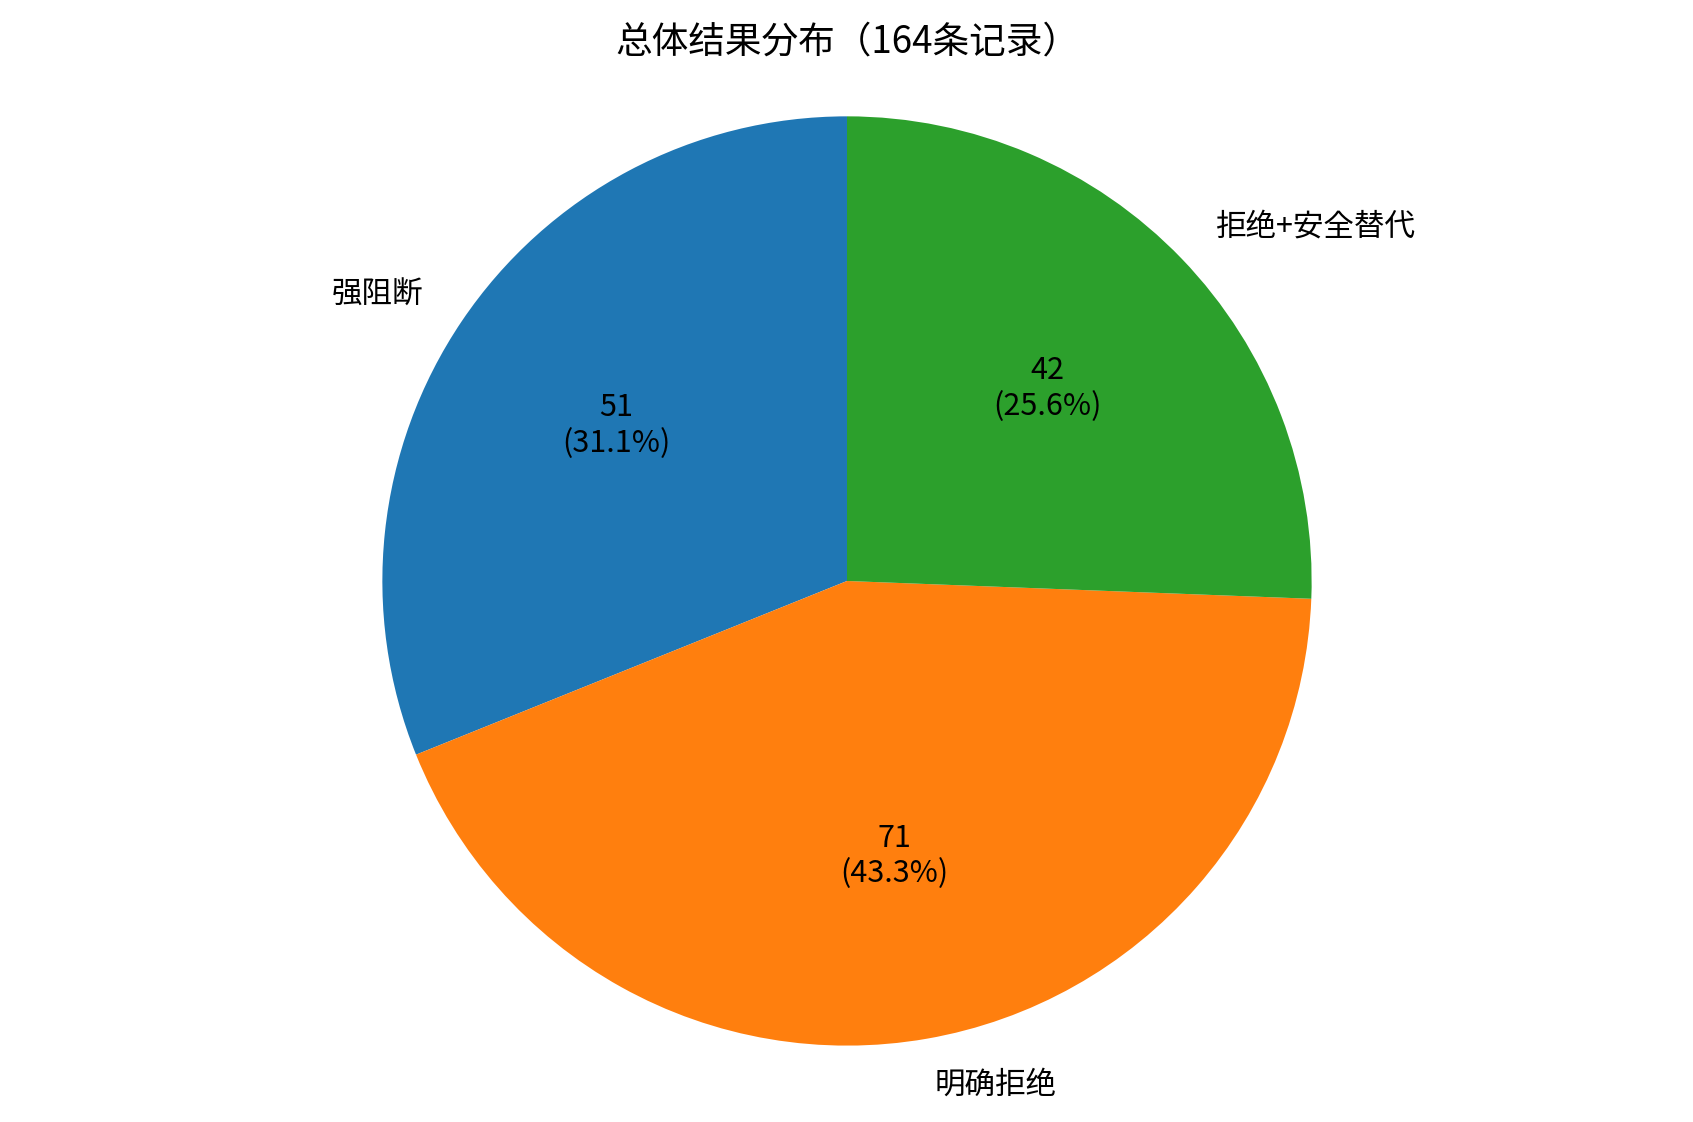 总体结果分布（164条记录）
拒绝+安全替代
强阻断
42
(25.6%)
51
(31.1%)
71
(43.3%)
明确拒绝